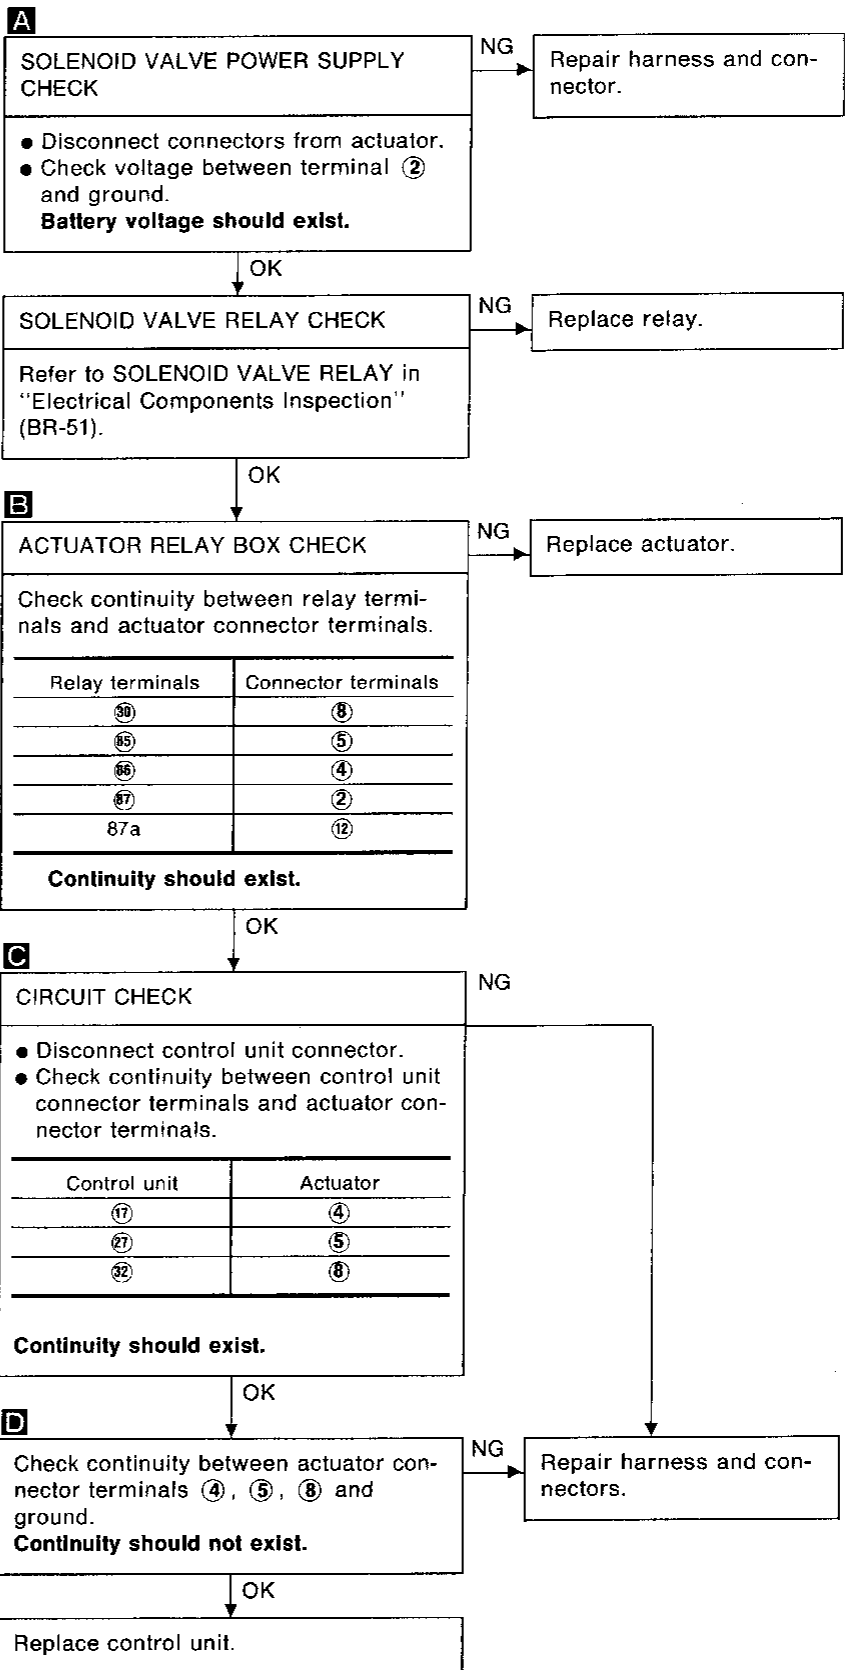 A
SOLENOID VALVE POWER SUPPLY
CHECK
NG
Repair harness and con-
nector.
● Disconnect connectors from actuator.
● Check voltage between terminal ②
and ground.
Battery voltage should exist.
OK
SOLENOID VALVE RELAY CHECK
NG
Replace relay.
Refer to SOLENOID VALVE RELAY in
"Electrical Components Inspection"
(BR-51).
OK
B
ACTUATOR RELAY BOX CHECK
NG
Replace actuator.
Check continuity between relay termi-
nals and actuator connector terminals.
Relay terminals Connector terminals
㉚ ⑧
85 ⑤
86 ④
87 ②
87a ⑫
Continuity should exist.
OK
C
CIRCUIT CHECK
NG
● Disconnect control unit connector.
● Check continuity between control unit
connector terminals and actuator con-
nector terminals.
Control unit Actuator
⑰ ④
㉗ ⑤
㉜ ⑧
Continuity should exist.
OK
D
Check continuity between actuator con-
nector terminals ④, ⑤, ⑧ and
ground.
Continuity should not exist.
NG
Repair harness and con-
nectors.
OK
Replace control unit.